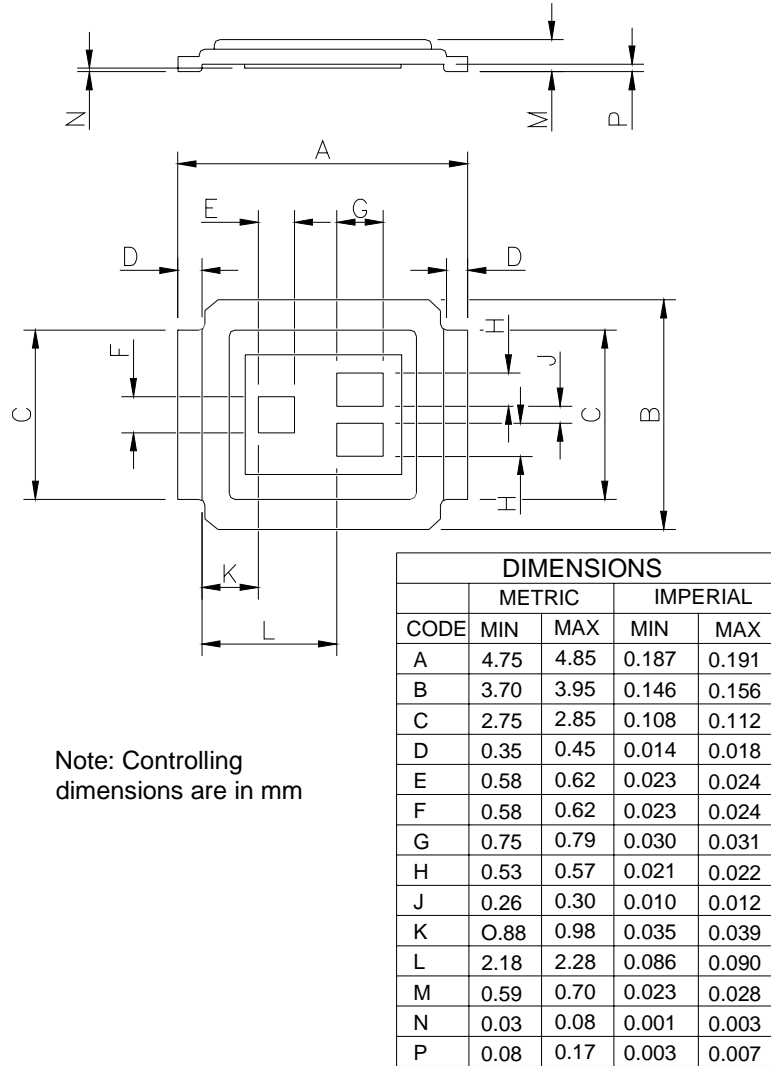 N
M
P
A
E
G
D
D
F
H
J
C
C
B
H
K
L
DIMENSIONS
METRIC IMPERIAL
CODE MIN MAX MIN MAX
A 4.75 4.85 0.187 0.191
B 3.70 3.95 0.146 0.156
C 2.75 2.85 0.108 0.112
D 0.35 0.45 0.014 0.018
E 0.58 0.62 0.023 0.024
F 0.58 0.62 0.023 0.024
G 0.75 0.79 0.030 0.031
H 0.53 0.57 0.021 0.022
J 0.26 0.30 0.010 0.012
K O.88 0.98 0.035 0.039
L 2.18 2.28 0.086 0.090
M 0.59 0.70 0.023 0.028
N 0.03 0.08 0.001 0.003
P 0.08 0.17 0.003 0.007
Note: Controlling
dimensions are in mm